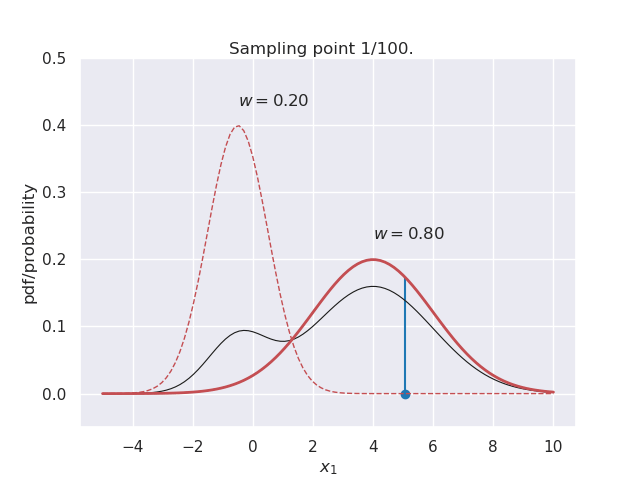 Sampling point 1/100.
0.5
0.4
0.3
0.2
0.1
0.0
pdf/probability
w = 0.20
w = 0.80
−4 −2 0 2 4 6 8 10
x₁